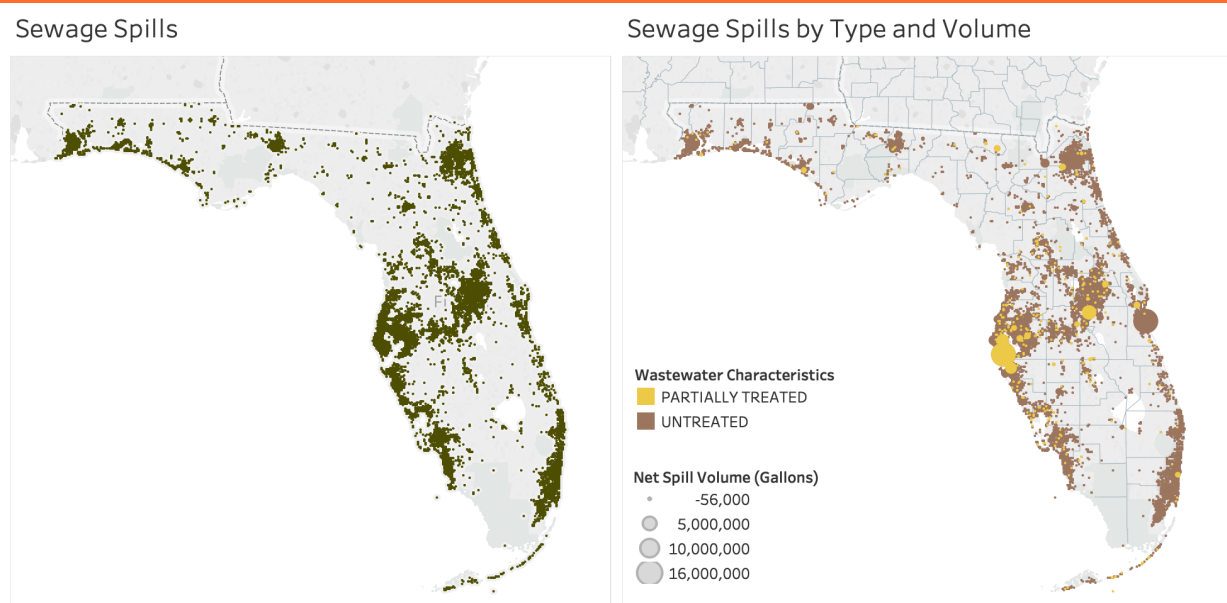 Sewage Spills
Sewage Spills by Type and Volume
Fl
Wastewater Characteristics
PARTIALLY TREATED
UNTREATED
Net Spill Volume (Gallons)
-56,000
5,000,000
10,000,000
16,000,000